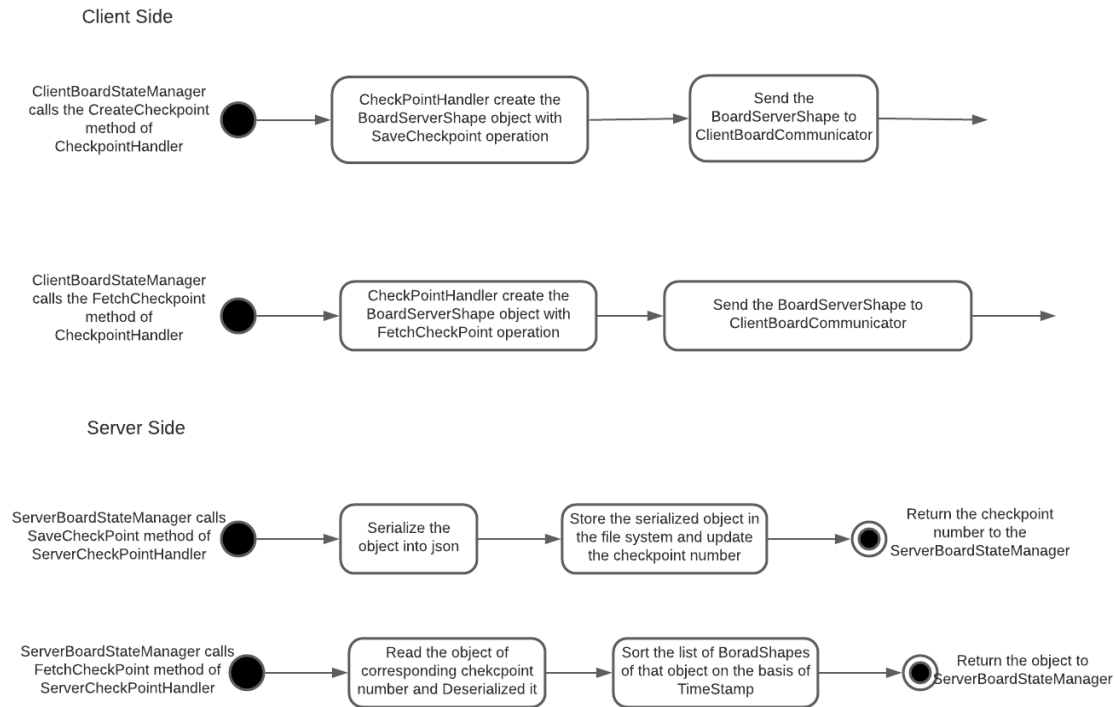 Client Side
ClientBoardStateManager
calls the CreateCheckpoint
method of
CheckpointHandler
CheckPointHandler create the
BoardServerShape object with
SaveCheckpoint operation
Send the
BoardServerShape to
ClientBoardCommunicator
ClientBoardStateManager
calls the FetchCheckpoint
method of
CheckpointHandler
CheckPointHandler create the
BoardServerShape object with
FetchCheckPoint operation
Send the BoardServerShape to
ClientBoardCommunicator
Server Side
ServerBoardStateManager calls
SaveCheckPoint method of
ServerCheckPointHandler
Serialize the
object into json
Store the serialized object in
the file system and update
the checkpoint number
Return the checkpoint
number to the
ServerBoardStateManager
ServerBoardStateManager calls
FetchCheckPoint method of
ServerCheckPointHandler
Read the object of
corresponding chekcpoint
number and Deserialized it
Sort the list of BoradShapes
of that object on the basis of
TimeStamp
Return the object to
ServerBoardStateManager